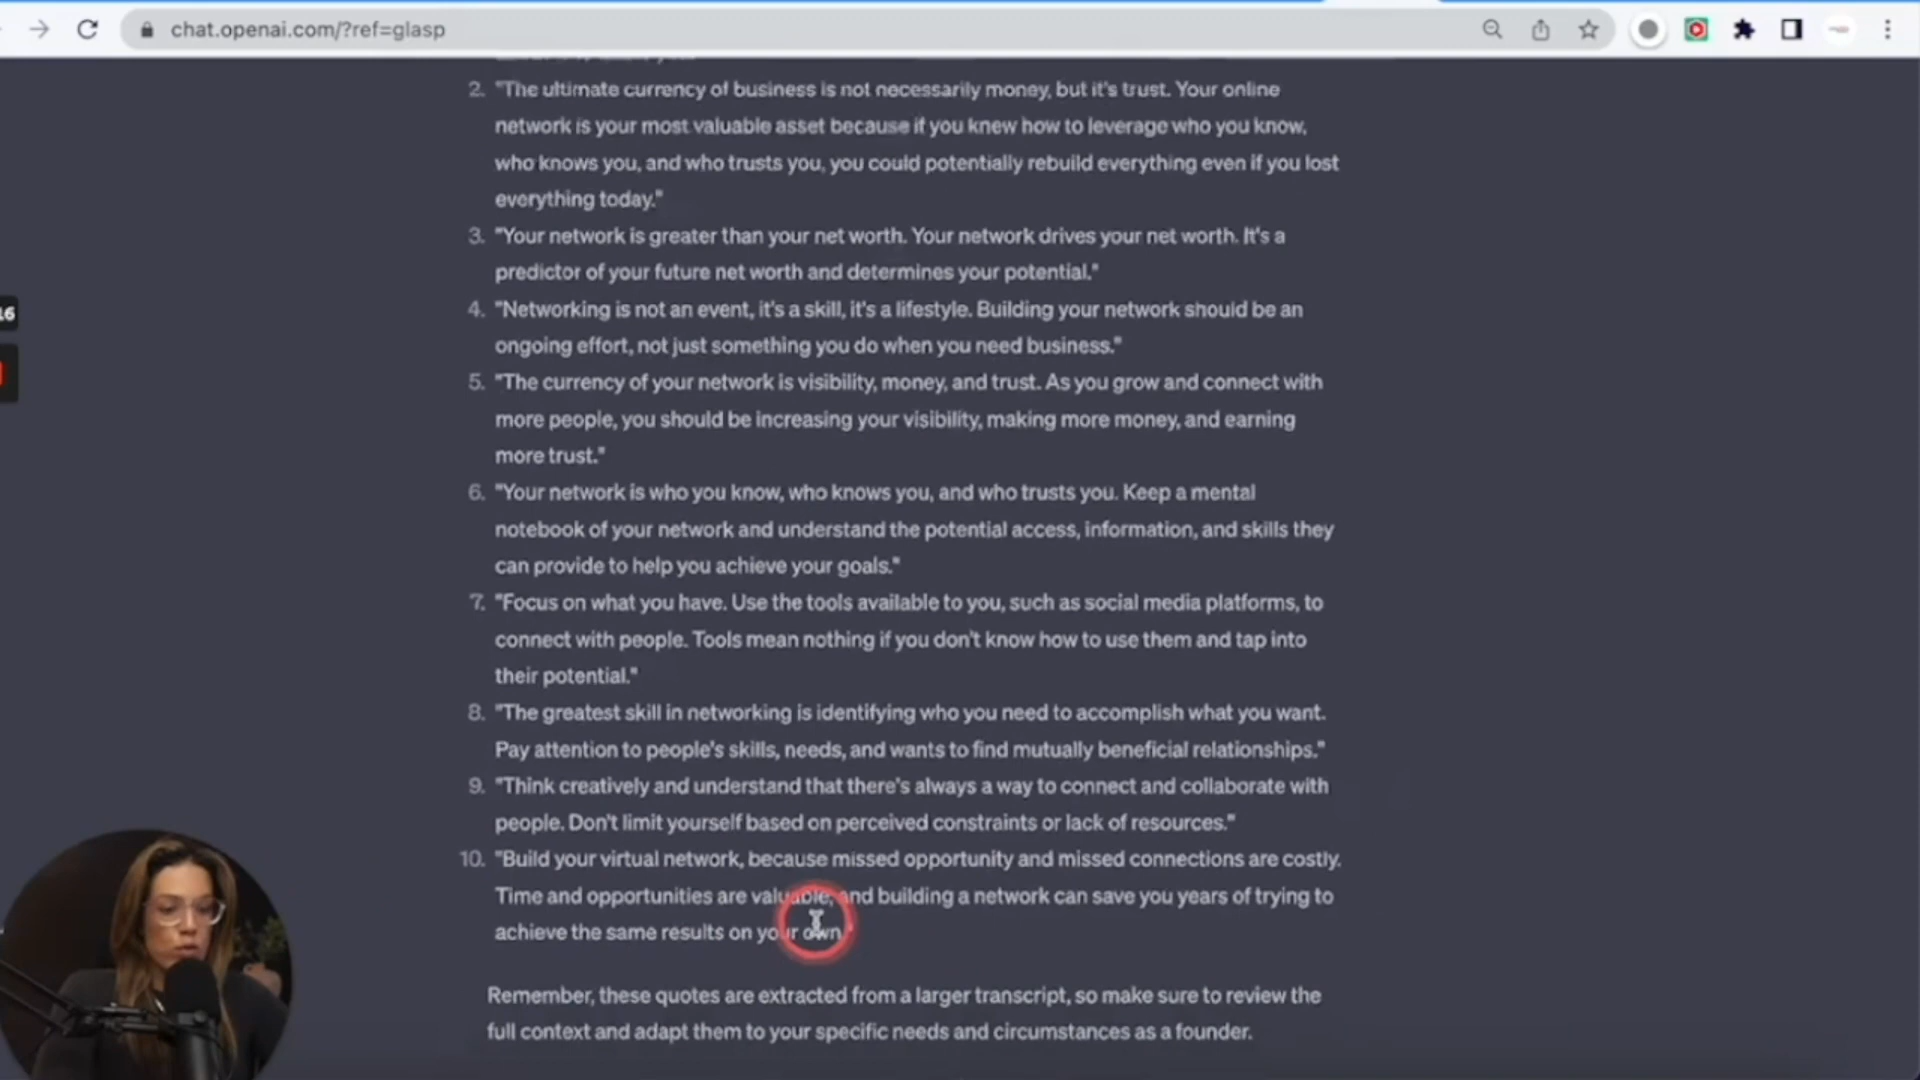 chat.openai.com/?ref=glasp
2. "The ultimate currency of business is not necessarily money, but it's trust. Your online
network is your most valuable asset because if you knew how to leverage who you know,
who knows you, and who trusts you, you could potentially rebuild everything even if you lost
everything today."
3. "Your network is greater than your net worth. Your network drives your net worth. It's a
predictor of your future net worth and determines your potential."
4. "Networking is not an event, it's a skill, it's a lifestyle. Building your network should be an
ongoing effort, not just something you do when you need business."
16
5. "The currency of your network is visibility, money, and trust. As you grow and connect with
more people, you should be increasing your visibility, making more money, and earning
more trust."
6. "Your network is who you know, who knows you, and who trusts you. Keep a mental
notebook of your network and understand the potential access, information, and skills they
can provide to help you achieve your goals."
7. "Focus on what you have. Use the tools available to you, such as social media platforms, to
connect with people. Tools mean nothing if you don't know how to use them and tap into
their potential."
8. "The greatest skill in networking is identifying who you need to accomplish what you want.
Pay attention to people's skills, needs, and wants to find mutually beneficial relationships."
9. "Think creatively and understand that there's always a way to connect and collaborate with
people. Don't limit yourself based on perceived constraints or lack of resources."
10. "Build your virtual network, because missed opportunity and missed connections are costly.
Time and opportunities are valuable, and building a network can save you years of trying to
achieve the same results on your own."
Remember, these quotes are extracted from a larger transcript, so make sure to review the
full context and adapt them to your specific needs and circumstances as a founder.